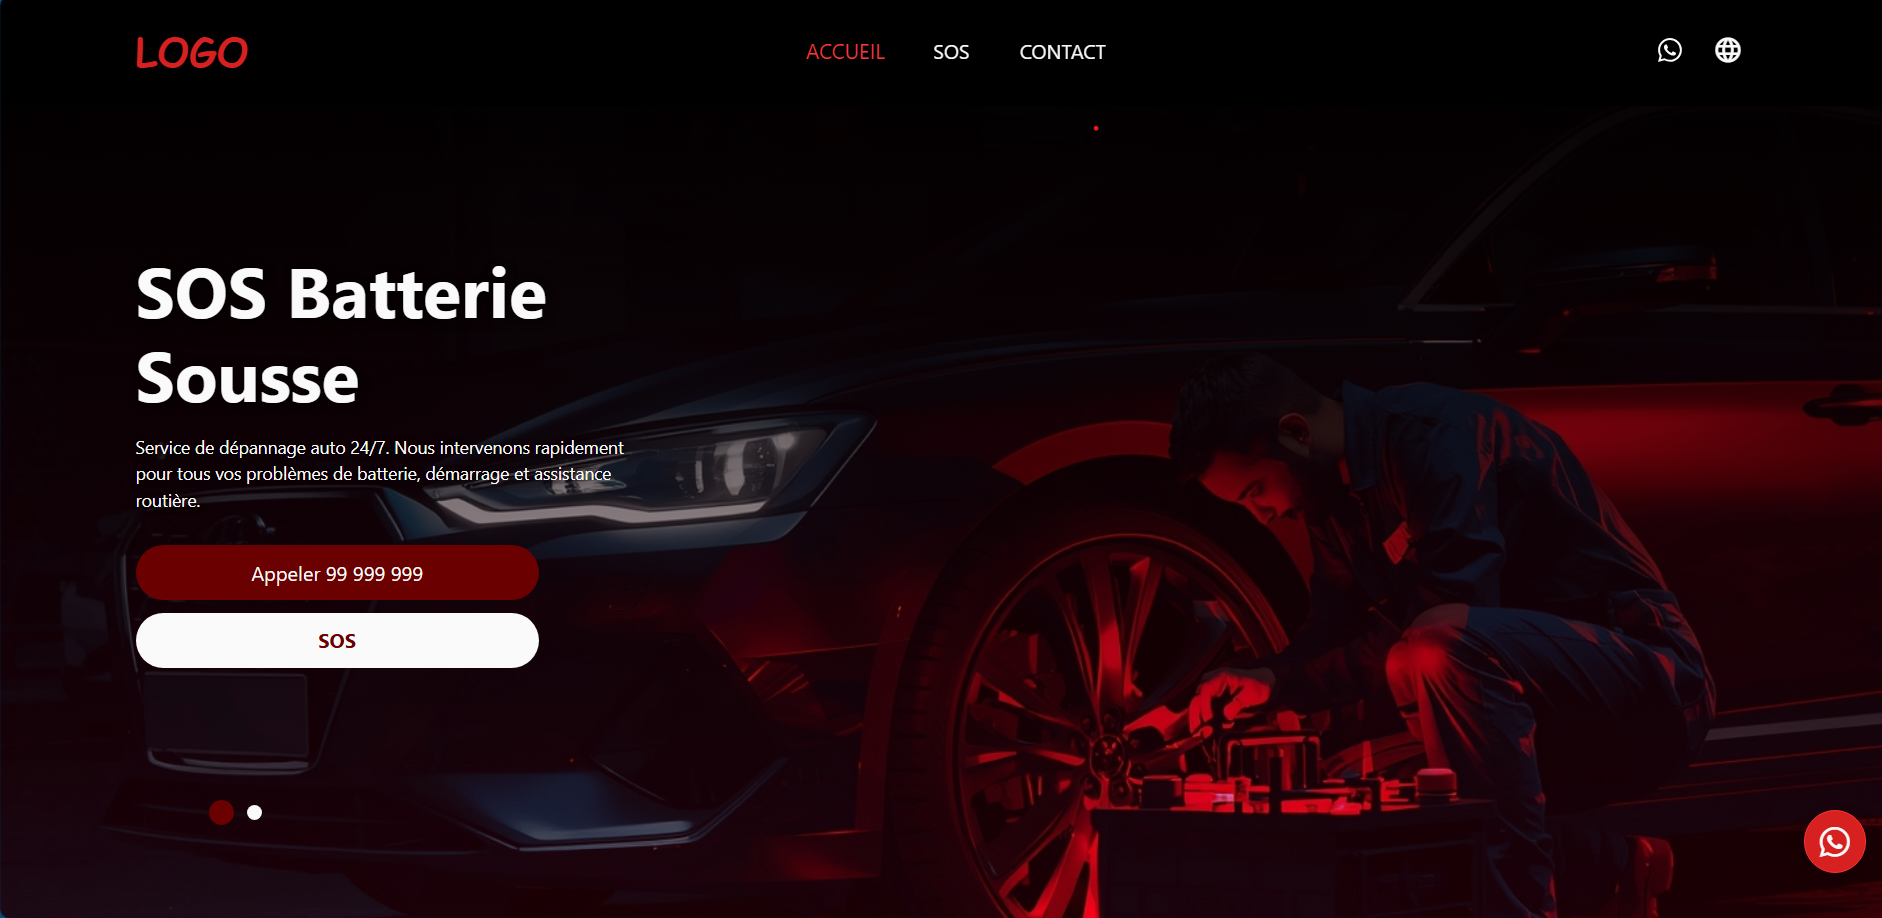 LOGO
ACCUEIL SOS CONTACT
SOS Batterie
Sousse
Service de dépannage auto 24/7. Nous intervenons rapidement
pour tous vos problèmes de batterie, démarrage et assistance
routière.
Appeler 99 999 999
SOS